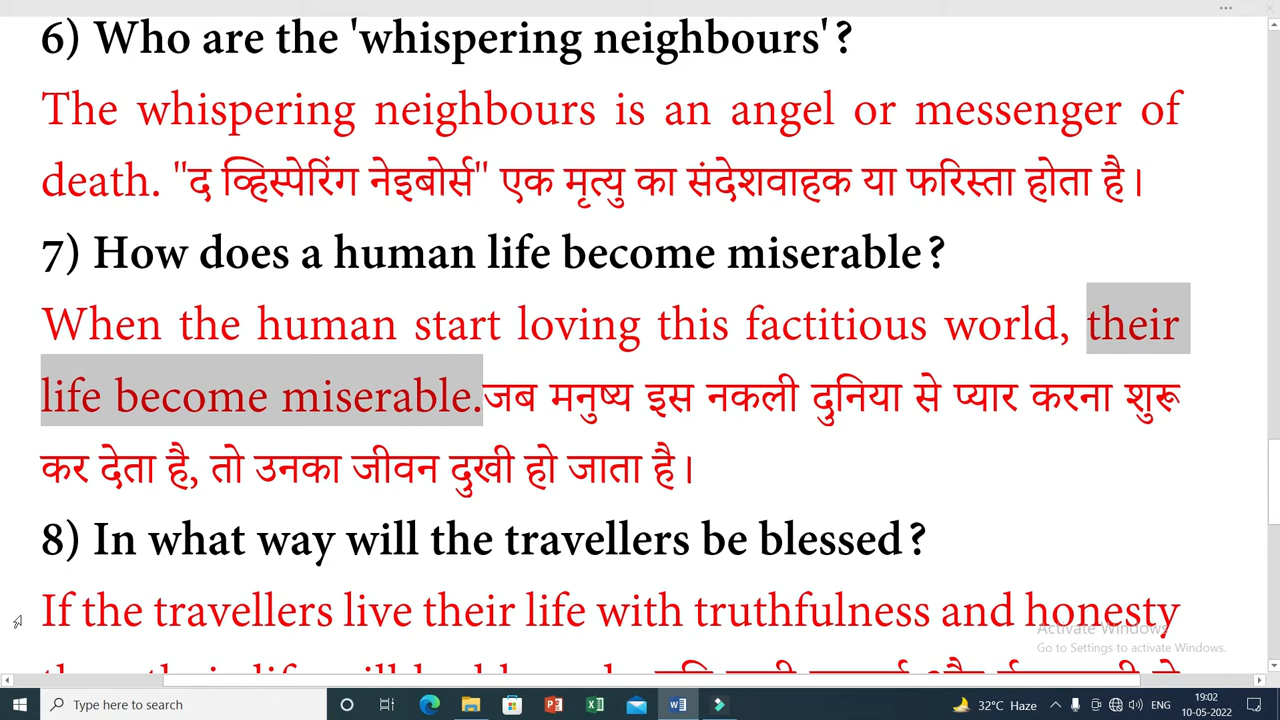 6) Who are the 'whispering neighbours'?
The whispering neighbours is an angel or messenger of
death. "द व्हिस्पेरिंग नेइबोर्स" एक मृत्यु का संदेशवाहक या फरिस्ता होता है।
7) How does a human life become miserable?
When the human start loving this factitious world, their
life become miserable.जब मनुष्य इस नकली दुनिया से प्यार करना शुरू
कर देता है, तो उनका जीवन दुखी हो जाता है।
8) In what way will the travellers be blessed?
If the travellers live their life with truthfulness and honesty
Activate Windows
Go to Settings to activate Windows.
Type here to search
32°C Haze
19:02
10-05-2022